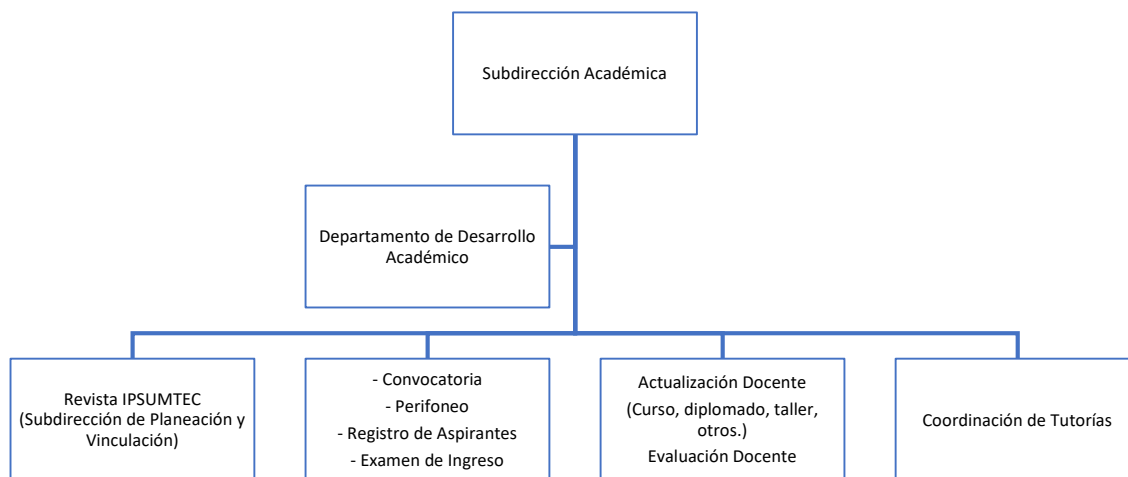 Subdirección Académica
Departamento de Desarrollo
Académico
Revista IPSUMTEC
(Subdirección de Planeación y
Vinculación)
- Convocatoria
- Perifoneo
- Registro de Aspirantes
- Examen de Ingreso
Actualización Docente
(Curso, diplomado, taller,
otros.)
Evaluación Docente
Coordinación de Tutorías